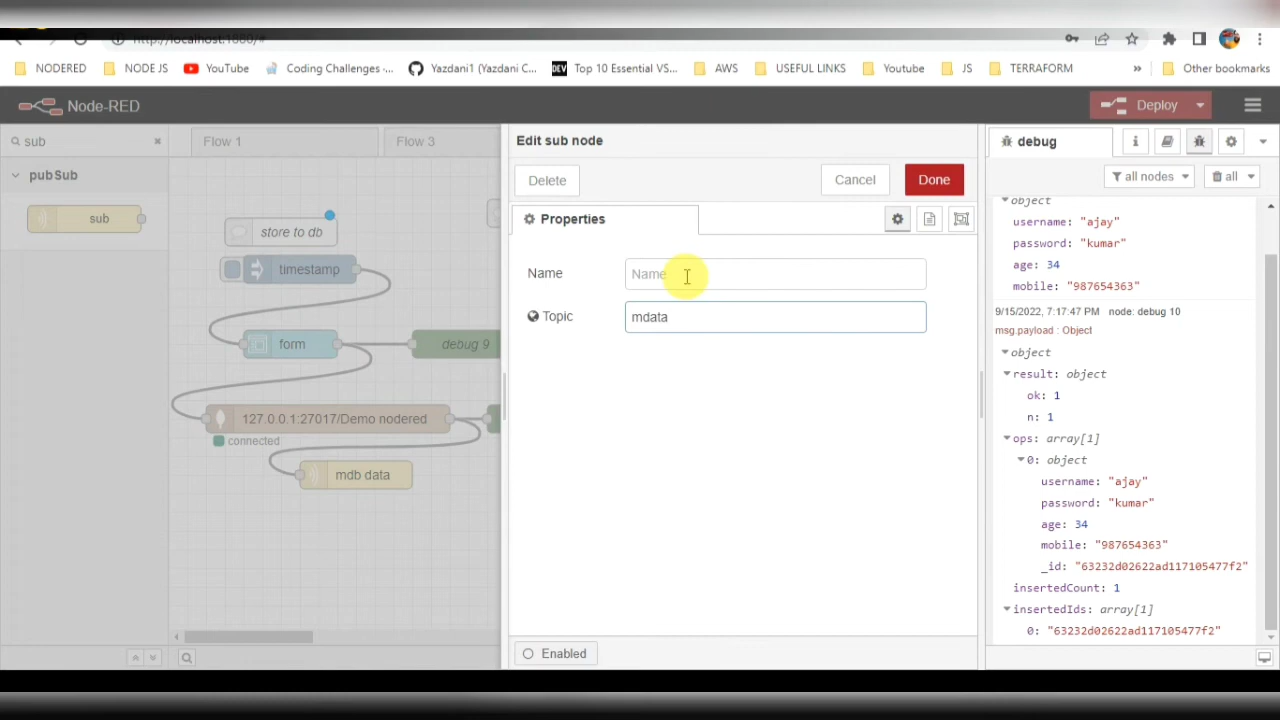 http://localhost:1880/#
NODERED
NODE JS
YouTube
Coding Challenges -...
Yazdani1 (Yazdani C...
DEV
Top 10 Essential VS...
AWS
USEFUL LINKS
Youtube
JS
TERRAFORM
»
Other bookmarks
Node-RED
Deploy
sub
pubSub
sub
Flow 1
Flow 3
store to db
timestamp
form
debug 9
127.0.0.1:27017/Demo nodered
connected
mdb data
Edit sub node
Delete
Cancel
Done
Properties
Name
Name
Topic
mdata
Enabled
debug
i
all nodes
all
object
username: "ajay"
password: "kumar"
age: 34
mobile: "987654363"
9/15/2022, 7:17:47 PM node: debug 10
msg.payload : Object
object
result: object
ok: 1
n: 1
ops: array[1]
0: object
username: "ajay"
password: "kumar"
age: 34
mobile: "987654363"
_id: "63232d02622ad117105477f2"
insertedCount: 1
insertedIds: array[1]
0: "63232d02622ad117105477f2"